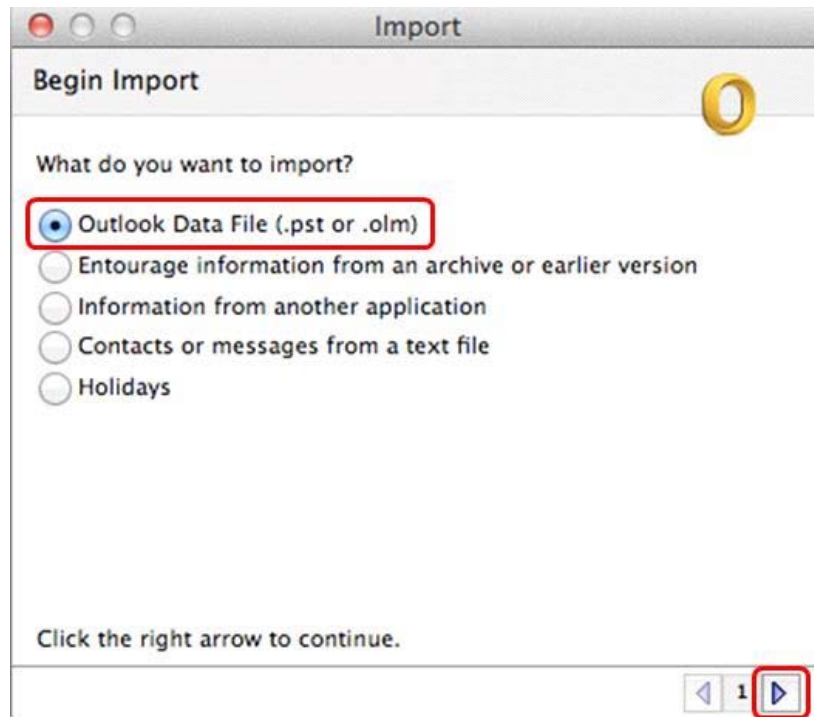 Import
Begin Import
What do you want to import?
Outlook Data File (.pst or .olm)
Entourage information from an archive or earlier version
Information from another application
Contacts or messages from a text file
Holidays
Click the right arrow to continue.
1